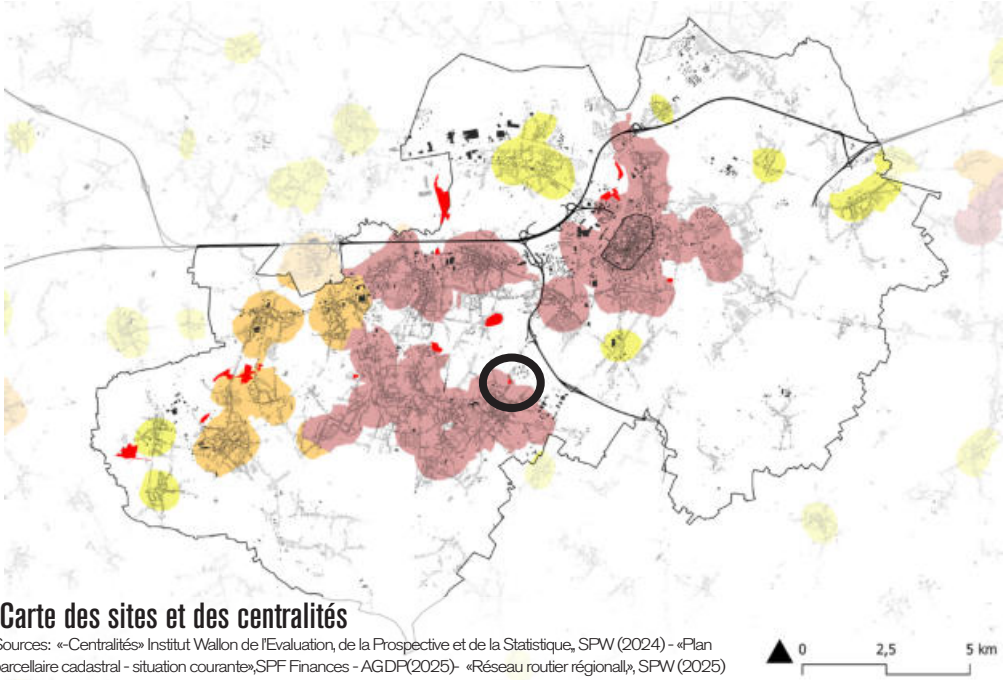 Carte des sites et des centralités
Sources: «-Centralités» Institut Wallon de l'Evaluation, de la Prospective et de la Statistique,, SPW (2024) - «Plan
parcellaire cadastral - situation courante»,SPF Finances - AGDP(2025)- «Réseau routier régional,», SPW (2025)
0 2,5 5 km